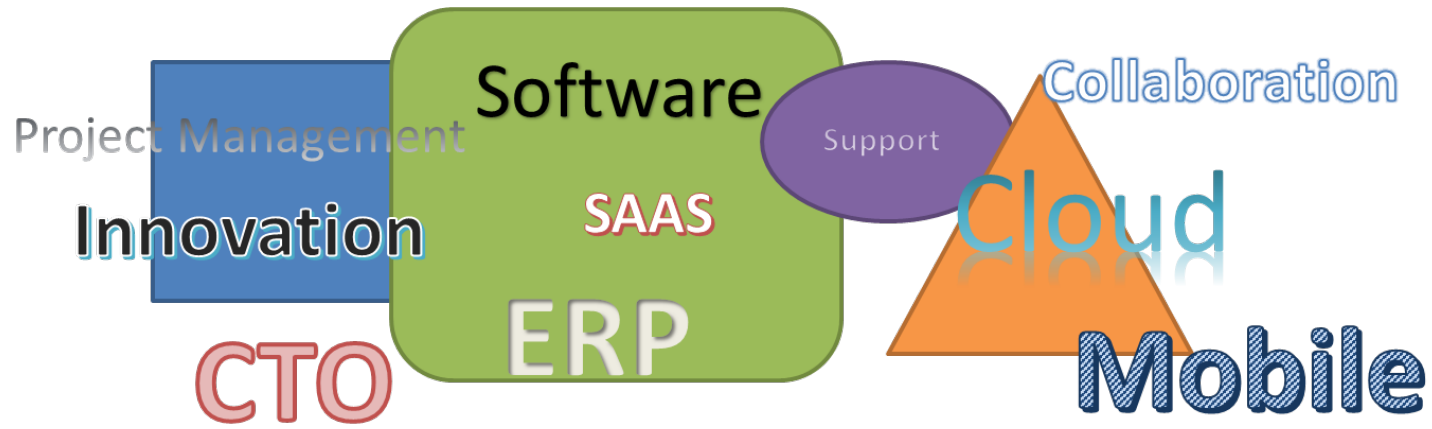 Project Management
Innovation
CTO
Software
SAAS
ERP
Support
Collaboration
Cloud
Mobile